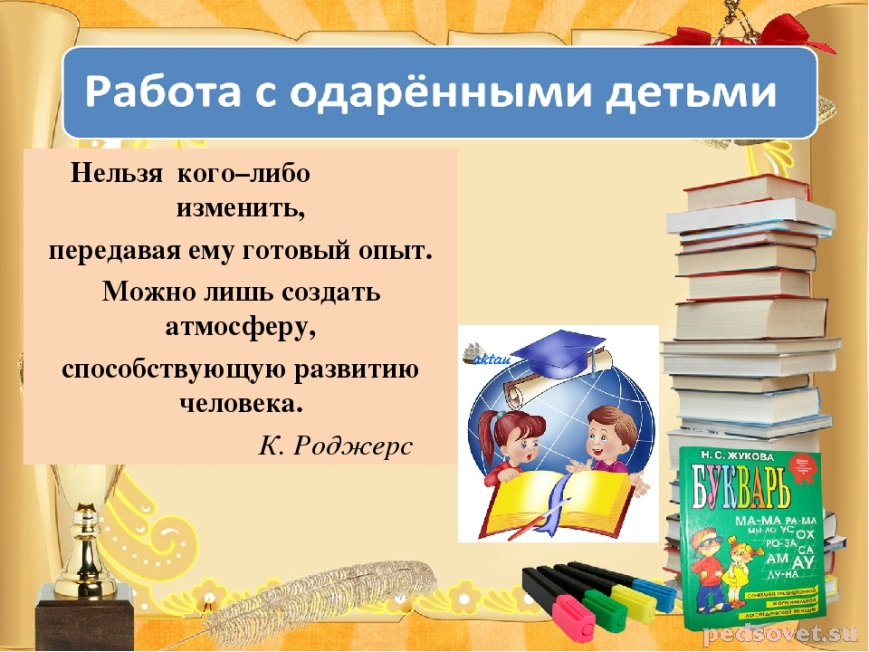 Работа с одарёнными детьми
Нельзя кого–либо
изменить,
передавая ему готовый опыт.
Можно лишь создать
атмосферу,
способствующую развитию
человека.
К. Роджерс
aktau
Н. С. ЖУКОВА
БУКВАРЬ
МА-МА РА-МА
МЫ-ЛО УС ОХ
РО-ЗА СА
АМ АУ
ЛУ-НА
pedsovet.su